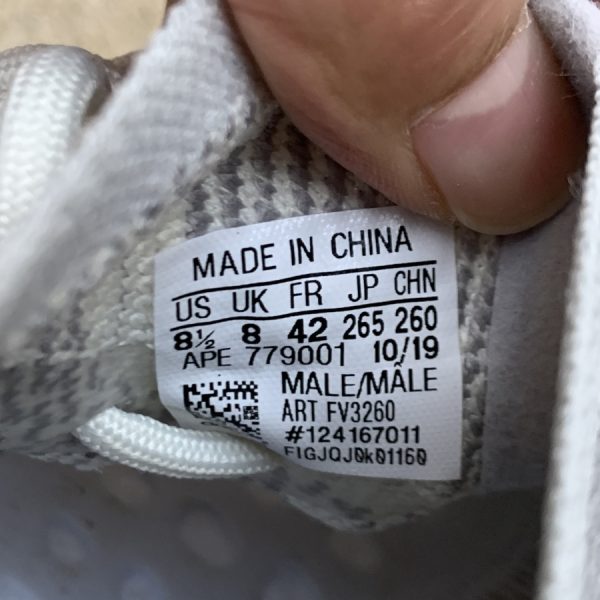 MADE IN CHINA
US UK FR JP CHN
8½ 8 42 265 260
APE 779001 10/19
MALE/MÂLE
ART FV3260
#124167011
FIGJQJ0k01160